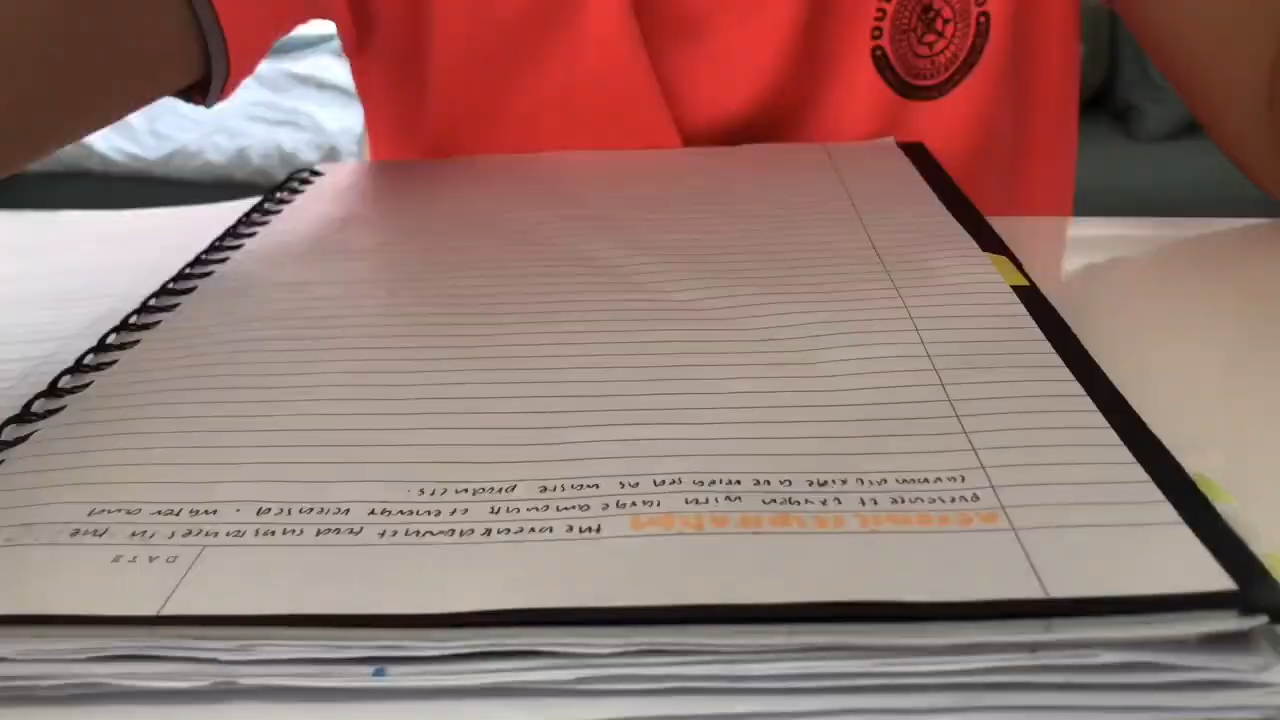 DATE
aerobic respiration the breakdown of food substances in the
presence of oxygen with large amounts of energy released. water and
carbon dioxide are released as waste products.